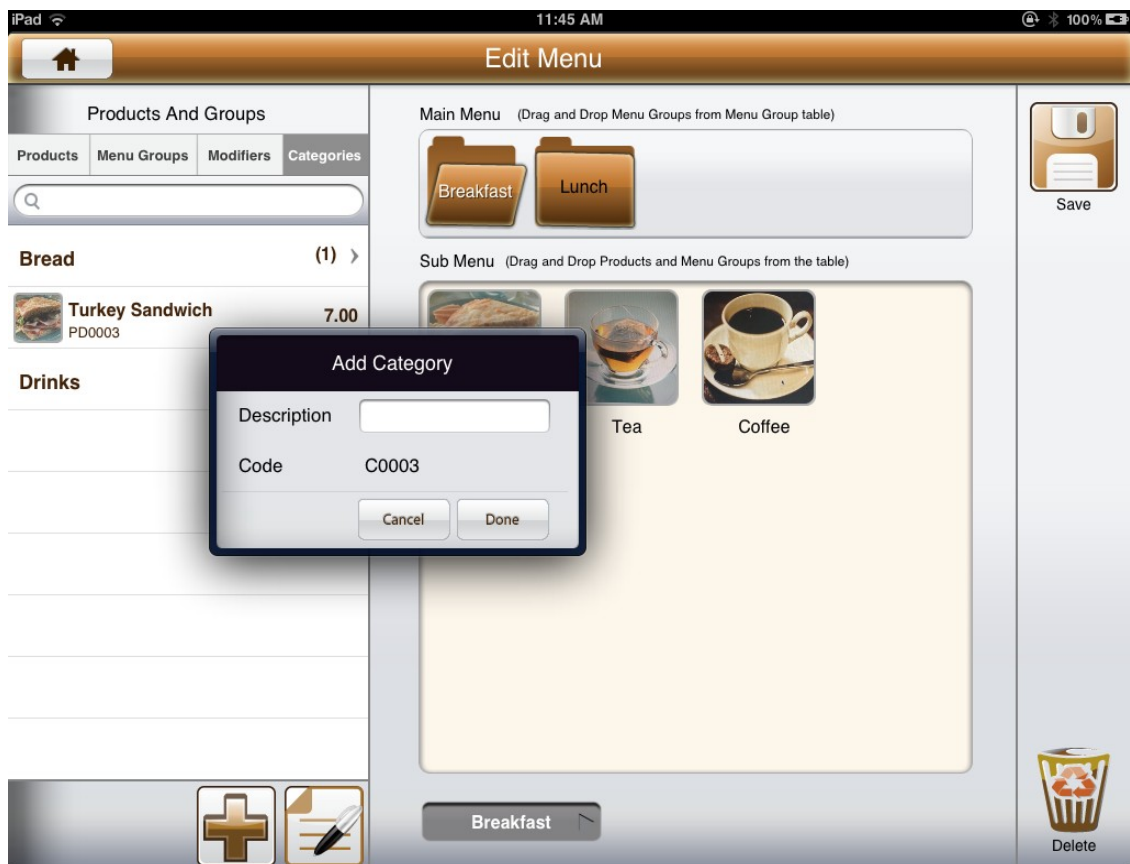 iPad 11:45 AM 100%
Edit Menu
Products And Groups
Products Menu Groups Modifiers Categories
Bread (1)
Turkey Sandwich 7.00
PD0003
Drinks
Main Menu (Drag and Drop Menu Groups from Menu Group table)
Breakfast Lunch
Sub Menu (Drag and Drop Products and Menu Groups from the table)
Tea Coffee
Add Category
Description
Code C0003
Cancel Done
Breakfast
Save
Delete